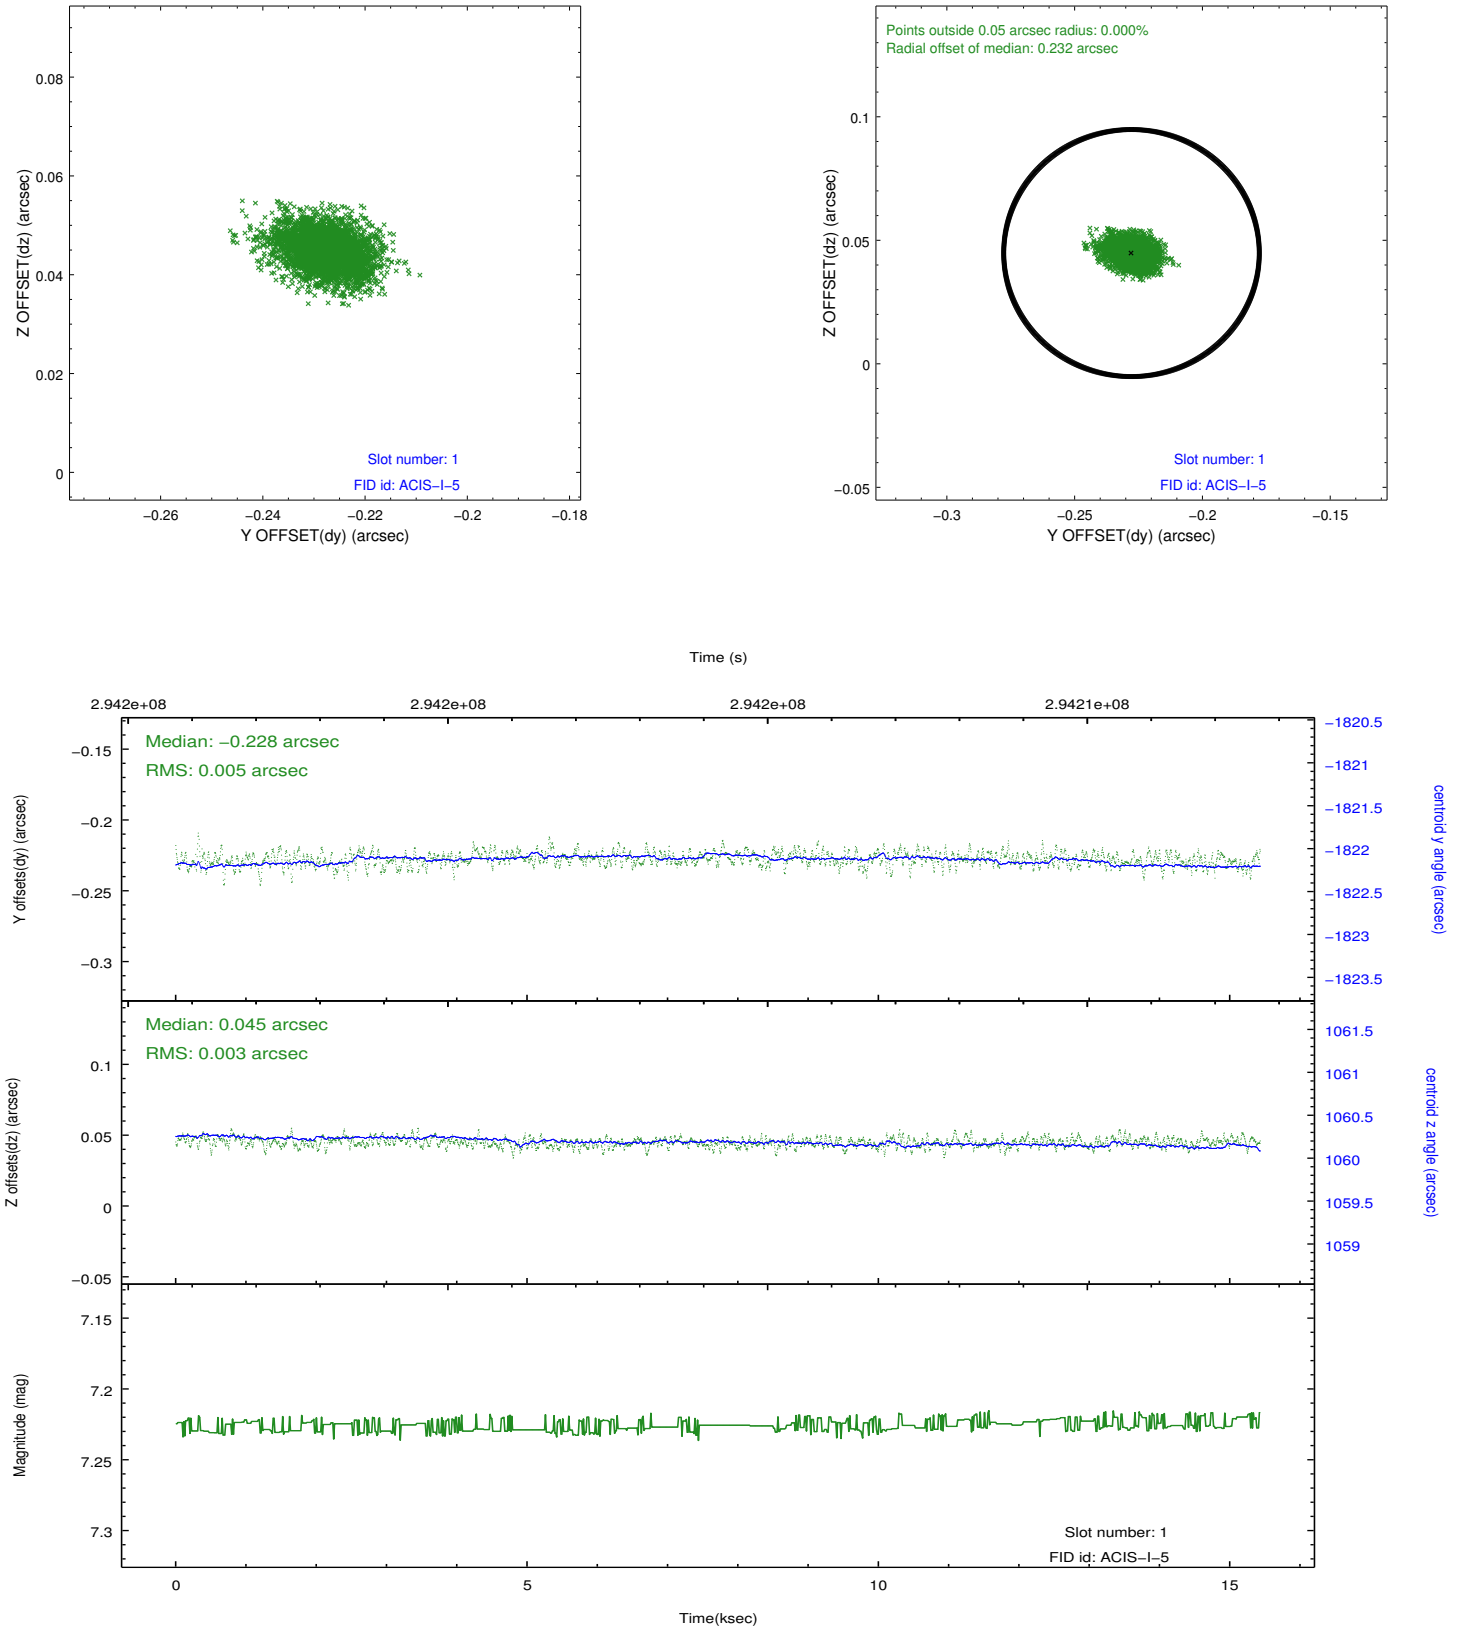 0.08
0.06
0.04
0.02
0
Z OFFSET(dz) (arcsec)
Slot number: 1
FID id: ACIS−I−5
−0.26
−0.24
−0.22
−0.2
−0.18
Y OFFSET(dy) (arcsec)
Points outside 0.05 arcsec radius: 0.000%
Radial offset of median: 0.232 arcsec
0.1
0.05
0
−0.05
Z OFFSET(dz) (arcsec)
Slot number: 1
FID id: ACIS−I−5
−0.3
−0.25
−0.2
−0.15
Y OFFSET(dy) (arcsec)
Time (s)
2.942e+08
2.942e+08
2.942e+08
2.9421e+08
Median: −0.228 arcsec
RMS: 0.005 arcsec
−0.15
−0.2
−0.25
−0.3
Y offsets(dy) (arcsec)
−1820.5
−1821
−1821.5
−1822
−1822.5
−1823
−1823.5
centroid y angle (arcsec)
Median: 0.045 arcsec
RMS: 0.003 arcsec
0.1
0.05
0
−0.05
Z offsets(dz) (arcsec)
1061.5
1061
1060.5
1060
1059.5
1059
centroid z angle (arcsec)
7.15
7.2
7.25
7.3
Magnitude (mag)
Slot number: 1
FID id: ACIS−I−5
0
5
10
15
Time(ksec)